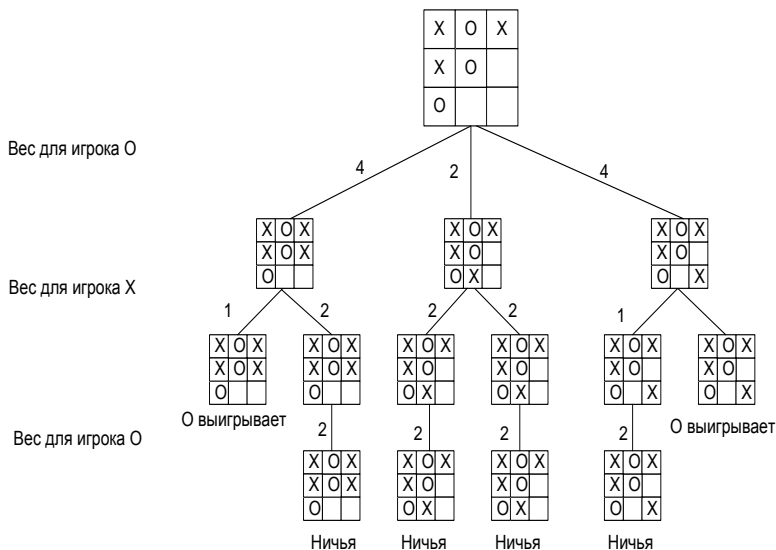 X O X
X O
O
Вес для игрока O
4 2 4
X O X X O X X O X
X O X X O X O
O O X O X
Вес для игрока X
1 2 2 2 1
X O X X O X X O X X O X X O X X O X
X O X X O X X O X O X O X O
O O O X O X O X O X
О выигрывает
О выигрывает
Вес для игрока O
2 2 2 2
X O X X O X X O X X O X
X O X X O X O X O
O O X O X O X
Ничья Ничья Ничья Ничья